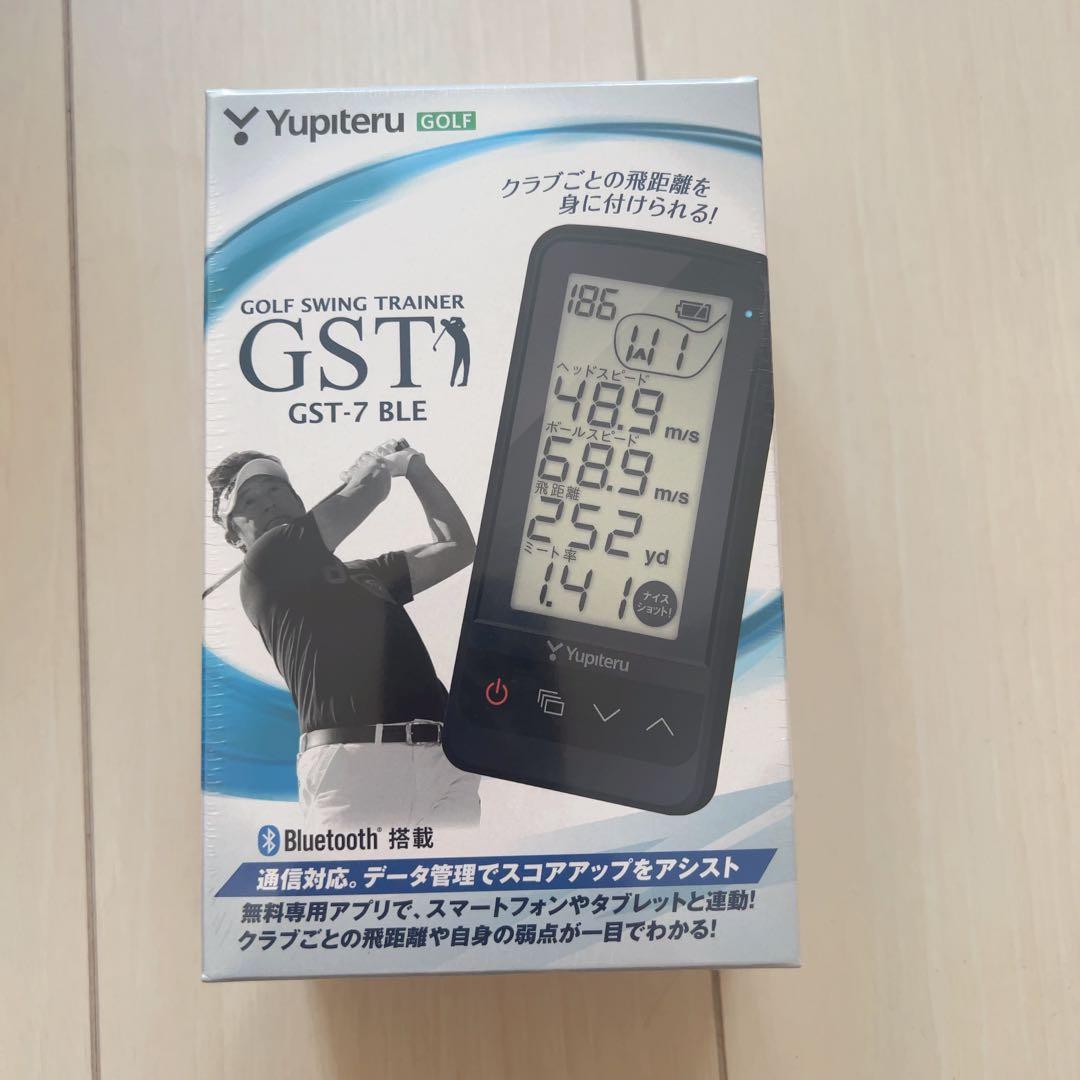 Yupiteru GOLF
クラブごとの飛距離を
身に付けられる!
GOLF SWING TRAINER
GST
GST-7 BLE
186
W1
ヘッドスピード
48.9 m/s
ボールスピード
68.9 m/s
飛距離
252 yd
ミート率
1.41
ナイス
ショット!
Yupiteru
Bluetooth® 搭載
通信対応。データ管理でスコアアップをアシスト
無料専用アプリで、スマートフォンやタブレットと連動!
クラブごとの飛距離や自身の弱点が一目でわかる!